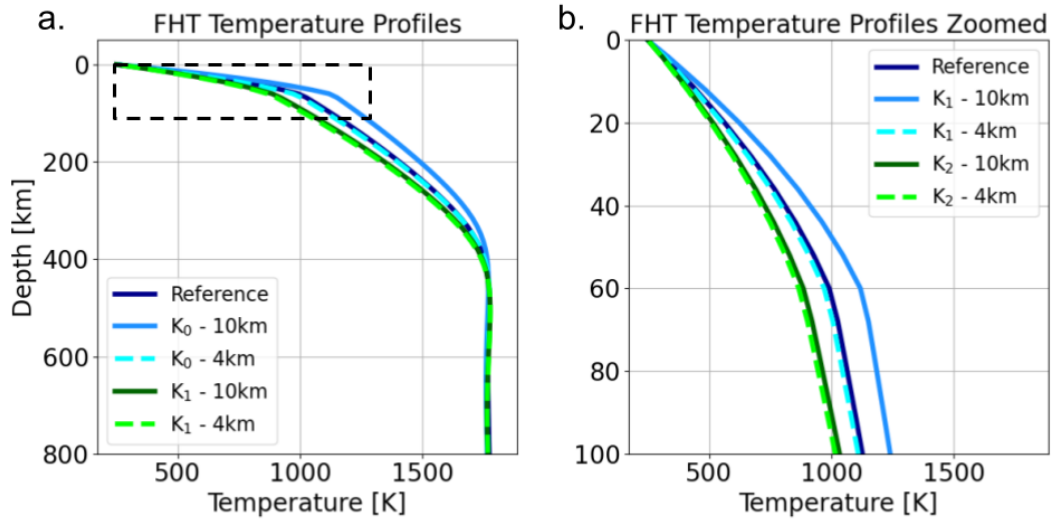 a.
FHT Temperature Profiles
0
200
400
600
800
Depth [km]
500
1000
1500
Temperature [K]
Reference
K₀ - 10km
K₀ - 4km
K₁ - 10km
K₁ - 4km
b.
FHT Temperature Profiles Zoomed
0
20
40
60
80
100
500
1000
1500
Temperature [K]
Reference
K₁ - 10km
K₁ - 4km
K₂ - 10km
K₂ - 4km